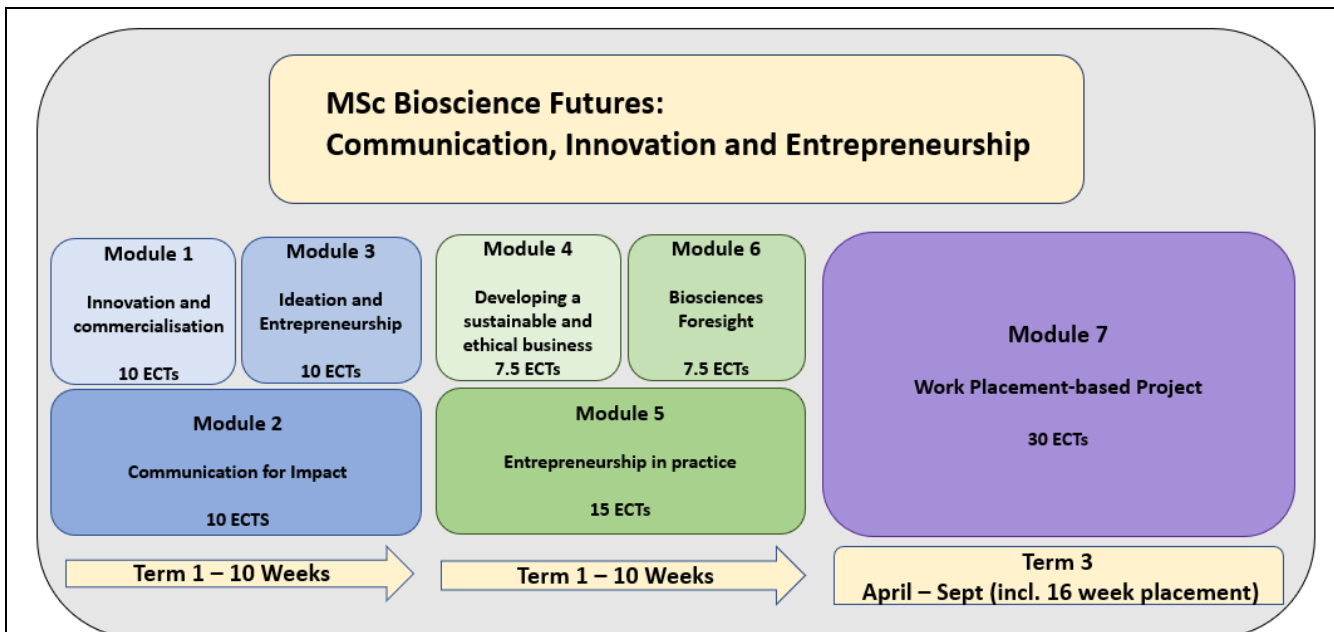 MSc Bioscience Futures:
Communication, Innovation and Entrepreneurship
Module 1
Innovation and
commercialisation
10 ECTs
Module 3
Ideation and
Entrepreneurship
10 ECTs
Module 2
Communication for Impact
10 ECTS
Term 1 – 10 Weeks
Module 4
Developing a
sustainable and
ethical business
7.5 ECTs
Module 6
Biosciences
Foresight
7.5 ECTs
Module 5
Entrepreneurship in practice
15 ECTs
Term 1 – 10 Weeks
Module 7
Work Placement-based Project
30 ECTs
Term 3
April – Sept (incl. 16 week placement)